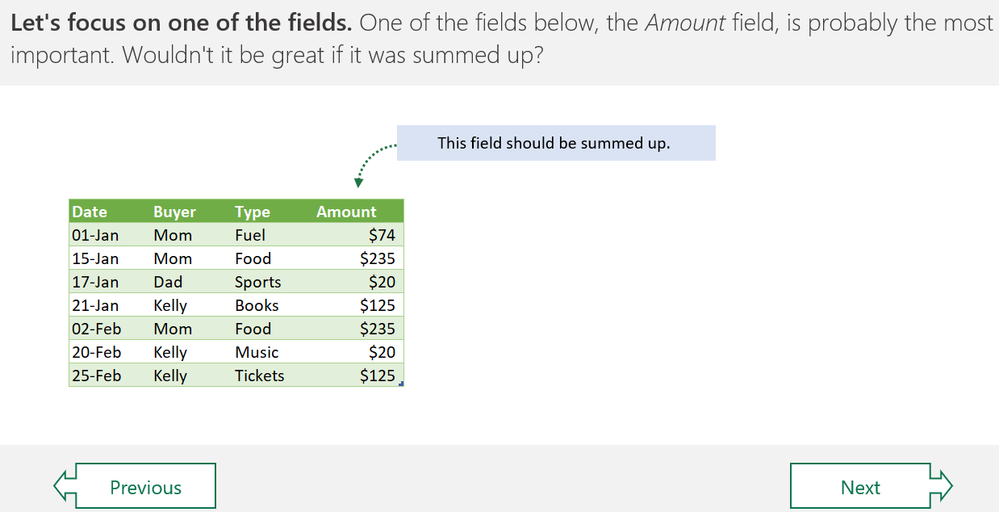 Let's focus on one of the fields. One of the fields below, the Amount field, is probably the most
important. Wouldn't it be great if it was summed up?
This field should be summed up.
Date Buyer Type Amount
01-Jan Mom Fuel $74
15-Jan Mom Food $235
17-Jan Dad Sports $20
21-Jan Kelly Books $125
02-Feb Mom Food $235
20-Feb Kelly Music $20
25-Feb Kelly Tickets $125
Previous
Next